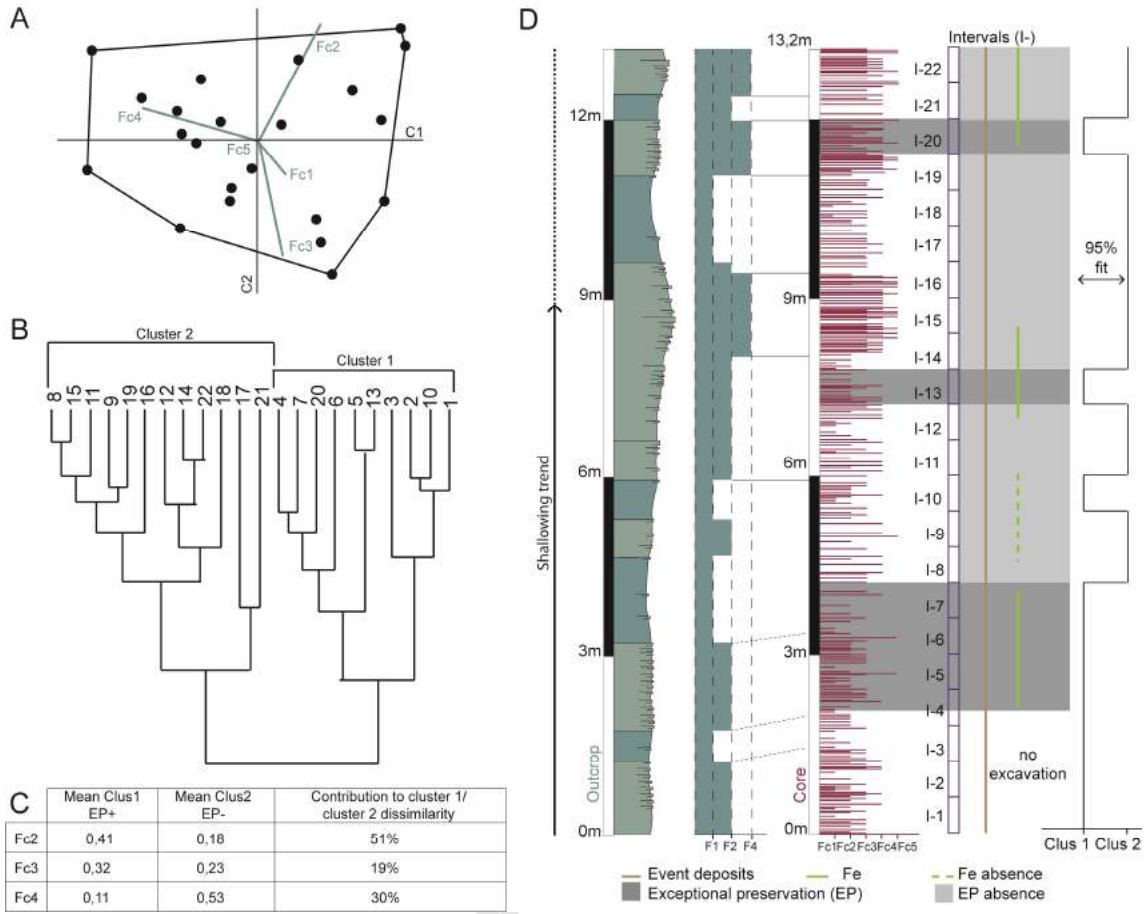 A
Fc2
Fc4
C1
Fc5
Fc1
Fc3
C2
B
Cluster 2
Cluster 1
8
15
11
9
19
16
12
14
22
18
17
21
4
7
20
6
5
13
3
2
10
1
C
Mean Clus1 EP+
Mean Clus2 EP-
Contribution to cluster 1/ cluster 2 dissimilarity
Fc2 0,41 0,18 51%
Fc3 0,32 0,23 19%
Fc4 0,11 0,53 30%
D
Shallowing trend
12m
9m
6m
3m
0m
Outcrop
F1 F2 F4
13,2m
9m
6m
3m
0m
Core
Fc1 Fc2 Fc3 Fc4 Fc5
Intervals (I-)
I-22
I-21
I-20
I-19
I-18
I-17
I-16
I-15
I-14
I-13
I-12
I-11
I-10
I-9
I-8
I-7
I-6
I-5
I-4
I-3
I-2
I-1
95%
fit
no
excavation
Clus 1 Clus 2
Event deposits Fe Fe absence
Exceptional preservation (EP) EP absence